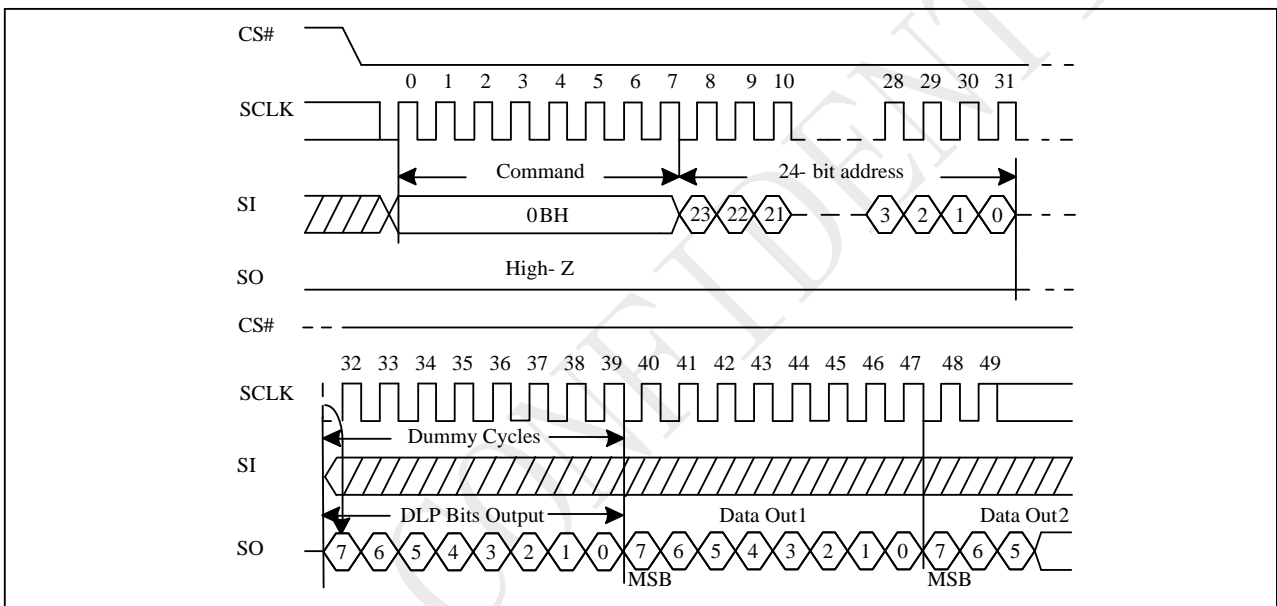 CS#
0 1 2 3 4 5 6 7 8 9 10 28 29 30 31
SCLK
Command 24- bit address
SI
0BH 23 22 21 3 2 1 0
High- Z
SO
CS#
32 33 34 35 36 37 38 39 40 41 42 43 44 45 46 47 48 49
SCLK
Dummy Cycles
SI
DLP Bits Output Data Out1 Data Out2
SO 7 6 5 4 3 2 1 0 7 6 5 4 3 2 1 0 7 6 5
MSB MSB
CONFIDENT